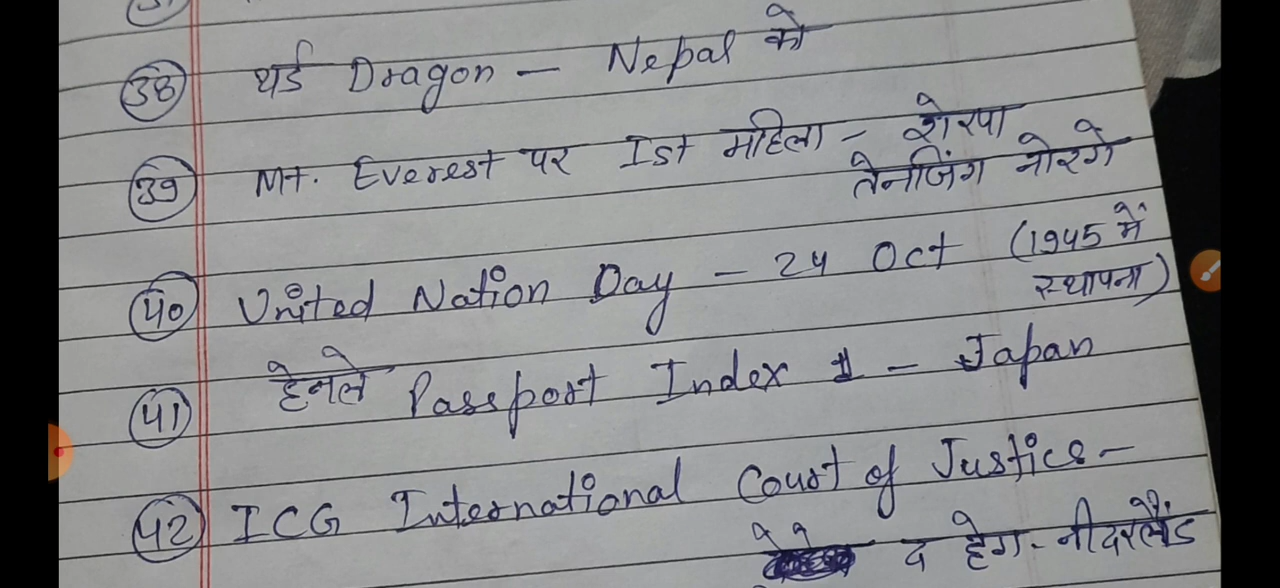 38 थर्ड Dragon – Nepal को
39 Mt. Everest पर Ist महिला – शेरपा
तेनजिंग नोरगे
40 United Nation Day – 24 Oct (1945 में
स्थापना)
41 हेनले Passport Index 1 – Japan
42 ICG International Court of Justice –
द हेग - नीदरलैंड